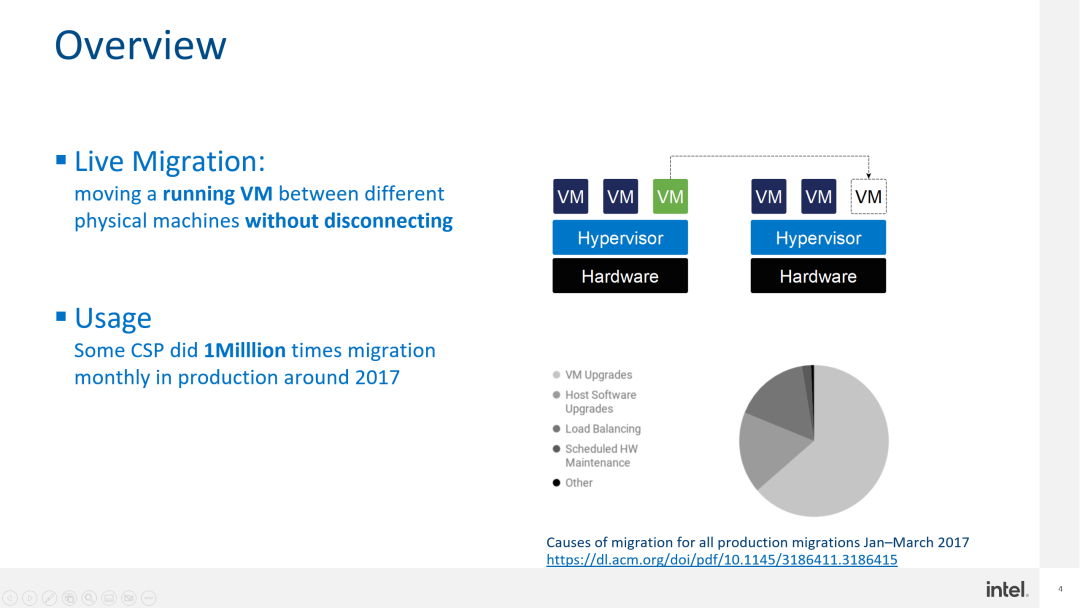 Overview
Live Migration:
moving a running VM between different
physical machines without disconnecting
Usage
Some CSP did 1Milllion times migration
monthly in production around 2017
VM VM VM
Hypervisor
Hardware
VM VM VM
Hypervisor
Hardware
VM Upgrades
Host Software
Upgrades
Load Balancing
Scheduled HW
Maintenance
Other
Causes of migration for all production migrations Jan–March 2017
https://dl.acm.org/doi/pdf/10.1145/3186411.3186415
intel.
4